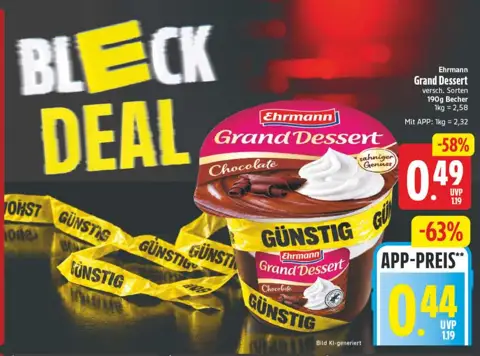 BLECK
DEAL
Ehrmann
Grand Dessert
versch. Sorten
190g Becher
1kg = 2,58
Mit APP: 1kg = 2,32
-58%
0.49
UVP
1.19
-63%
APP-PREIS**
0.44
UVP
1.19
Ehrmann
Grand Dessert
Chocolate
sahniger
Genuss
GÜNSTIG
Ehrmann
Grand Dessert
Chocolate
GÜNSTIG
GÜNSTIG
GÜNSTIG
GÜNSTIG
Bild KI-generiert